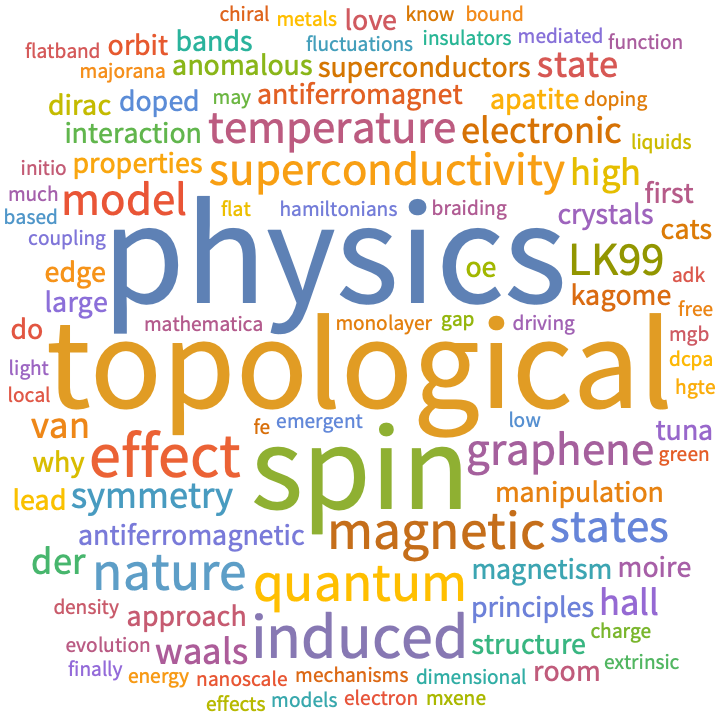 chiral metals love know bound
flatband orbit bands fluctuations insulators mediated function
majorana anomalous superconductors state
dirac doped may antiferromagnet apatite doping
interaction temperature electronic liquids
initio properties superconductivity high first
much model flat hamiltonians braiding crystals cats
based coupling physics LK99
edge oe kagome adk
large free
do mathematica monolayer gap driving mgb
light topological dcpa
local hgte
van fe emergent low tuna
why effect spin graphene green
lead symmetry manipulation
antiferromagnetic magnetic states
der nature quantum magnetism moire
density approach principles hall
evolution waals induced structure charge
finally energy nanoscale mechanisms dimensional room extrinsic
effects models electron mxene